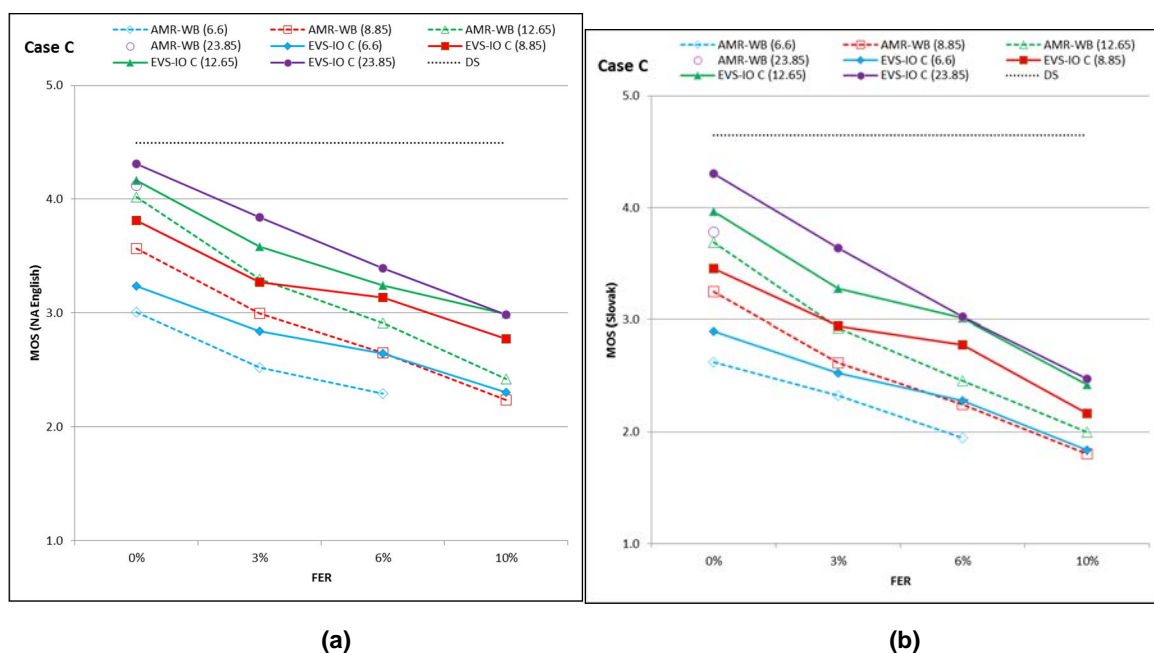 Case C
AMR-WB (6.6) AMR-WB (8.85) AMR-WB (12.65)
AMR-WB (23.85) EVS-IO C (6.6) EVS-IO C (8.85)
EVS-IO C (12.65) EVS-IO C (23.85) DS
5.0
4.0
3.0
2.0
1.0
MOS (NA English)
0% 3% 6% 10%
FER
(a)
Case C
AMR-WB (6.6) AMR-WB (8.85) AMR-WB (12.65)
AMR-WB (23.85) EVS-IO C (6.6) EVS-IO C (8.85)
EVS-IO C (12.65) EVS-IO C (23.85) DS
5.0
4.0
3.0
2.0
1.0
MOS (Slovak)
0% 3% 6% 10%
FER
(b)